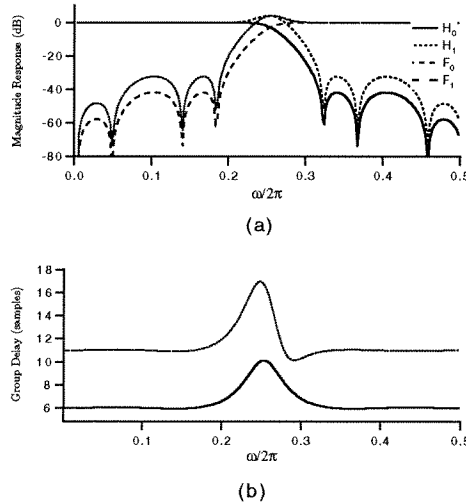 Magnitude Response (dB)
0
-20
-40
-60
-80
H₀
H₁
F₀
F₁
0.0 0.1 0.2 0.3 0.4 0.5
ω/2π
(a)
Group Delay (samples)
18
16
14
12
10
8
6
0.1 0.2 0.3 0.4 0.5
ω/2π
(b)